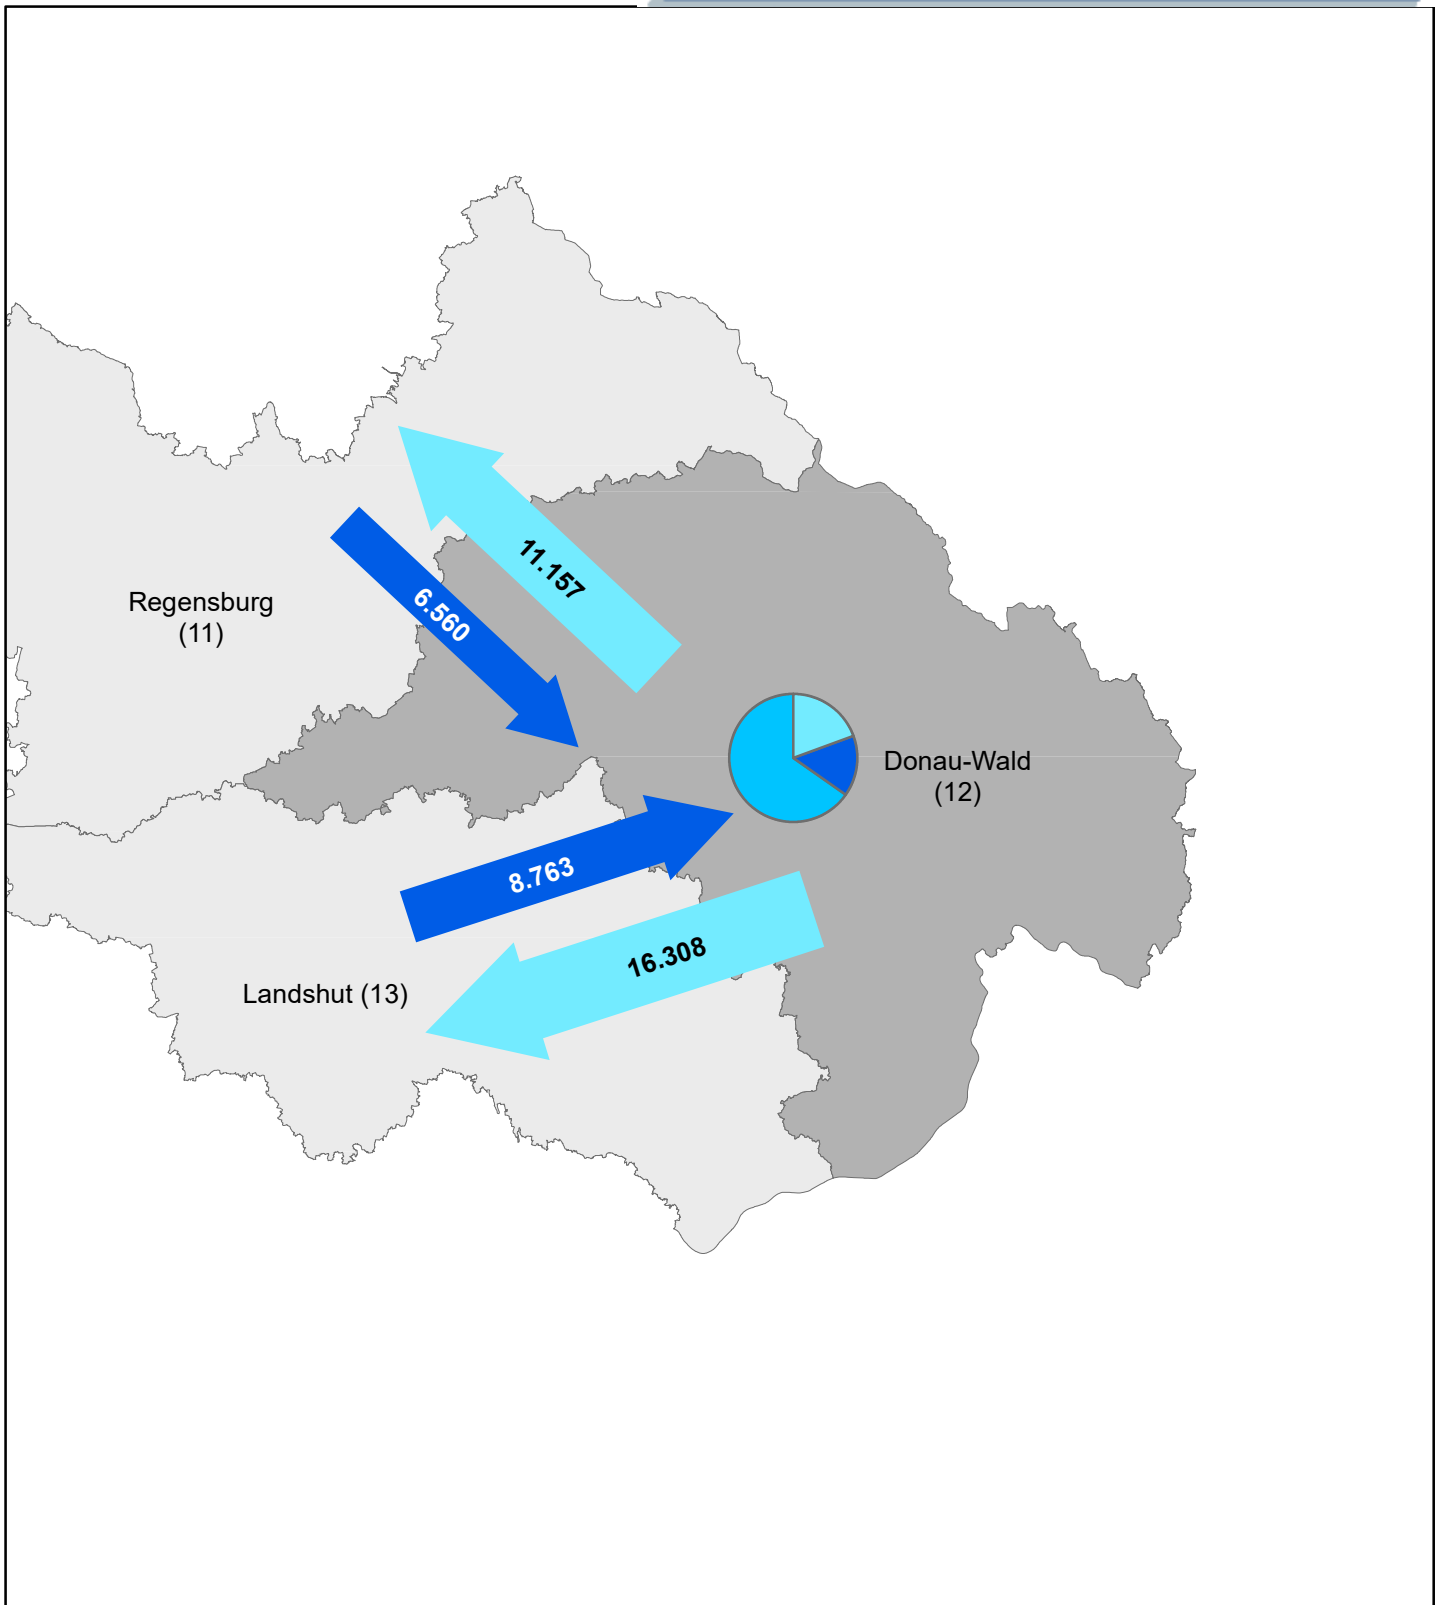 11.157
6.560
Regensburg
(11)
Donau-Wald
(12)
8.763
16.308
Landshut (13)